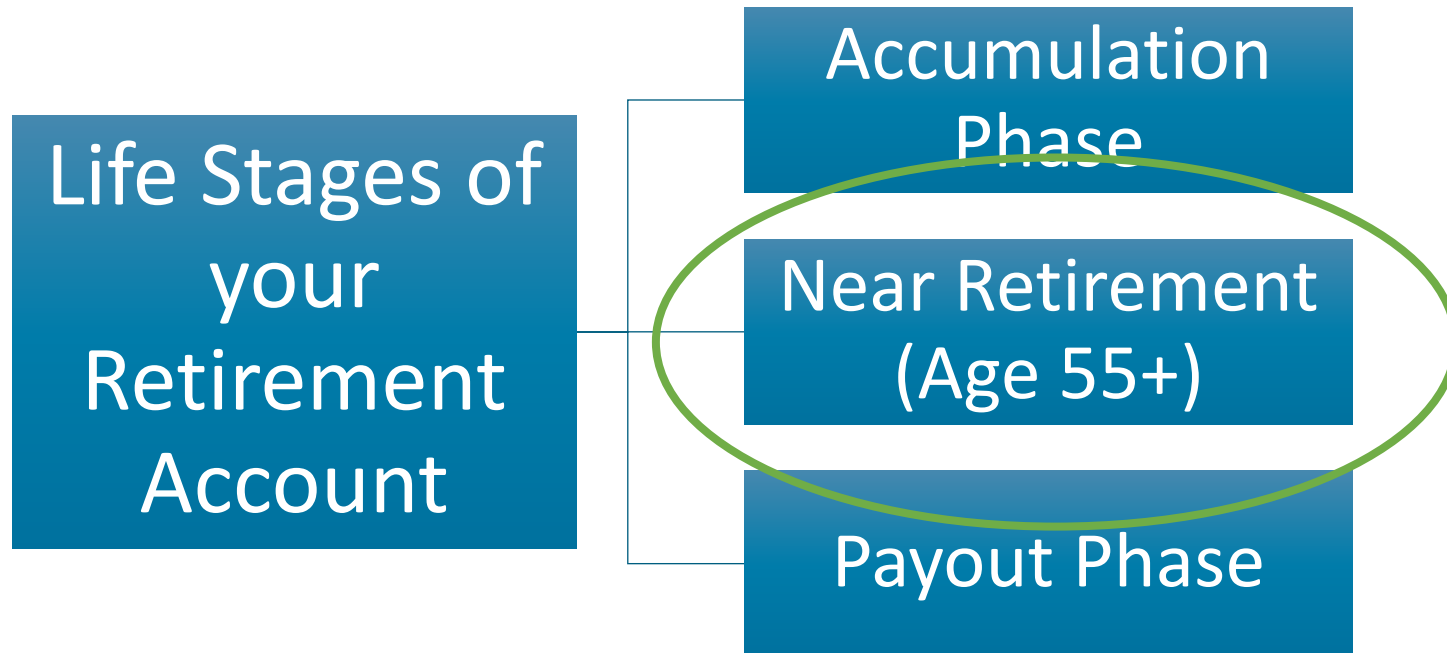 Life Stages of
your
Retirement
Account
Accumulation
Phase
Near Retirement
(Age 55+)
Payout Phase